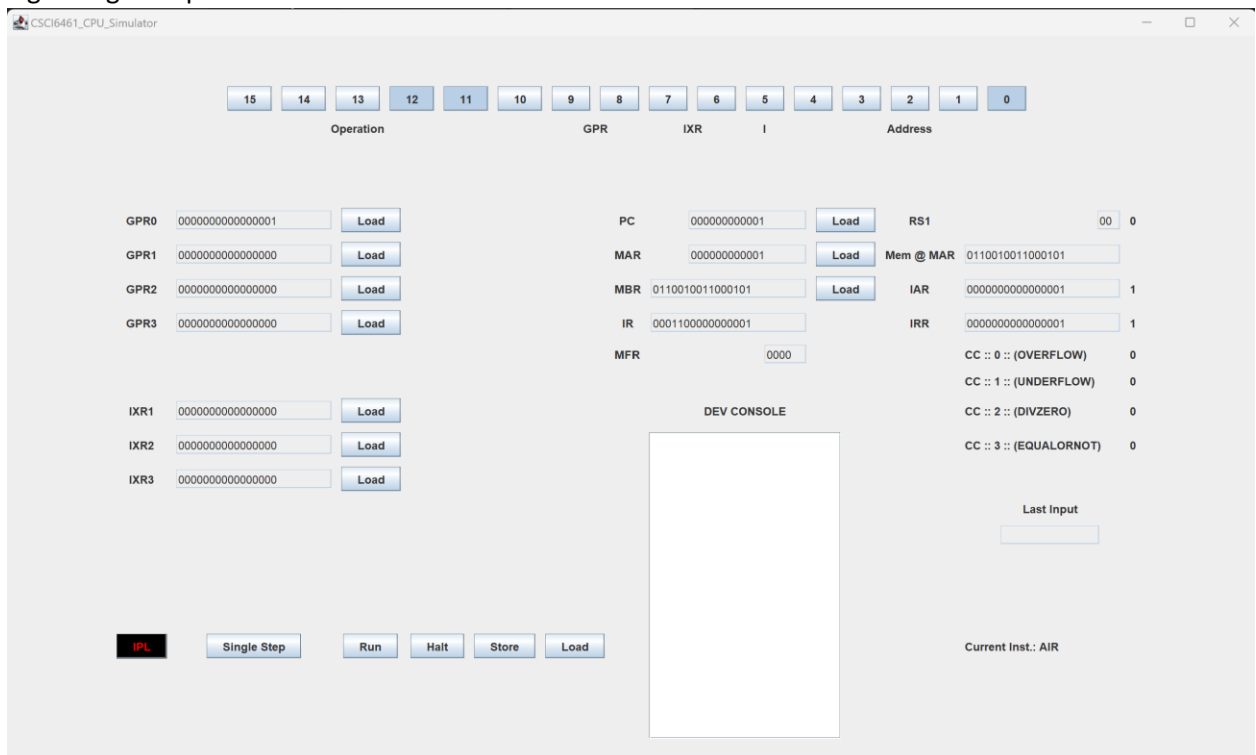 CSCI6461_CPU_Simulator
15 14 13 12 11 10 9 8 7 6 5 4 3 2 1 0
Operation GPR IXR I Address
GPR0 0000000000000001 Load PC 000000000001 Load RS1 00 0
GPR1 0000000000000000 Load MAR 000000000001 Load Mem @ MAR 0110010011000101
GPR2 0000000000000000 Load MBR 0110010011000101 Load IAR 0000000000000001 1
GPR3 0000000000000000 Load IR 0001100000000001 IRR 0000000000000001 1
MFR 0000 CC :: 0 :: (OVERFLOW) 0
CC :: 1 :: (UNDERFLOW) 0
IXR1 0000000000000000 Load DEV CONSOLE CC :: 2 :: (DIVZERO) 0
IXR2 0000000000000000 Load CC :: 3 :: (EQUALORNOT) 0
IXR3 0000000000000000 Load
Last Input
IPL Single Step Run Halt Store Load Current Inst.: AIR